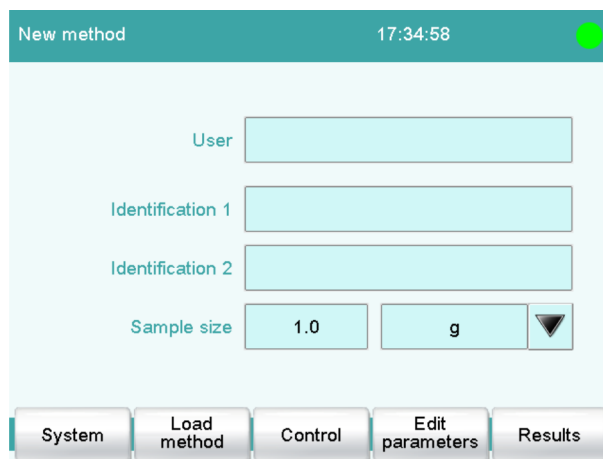 New method 17:34:58
User
Identification 1
Identification 2
Sample size 1.0 g
System Load method Control Edit parameters Results